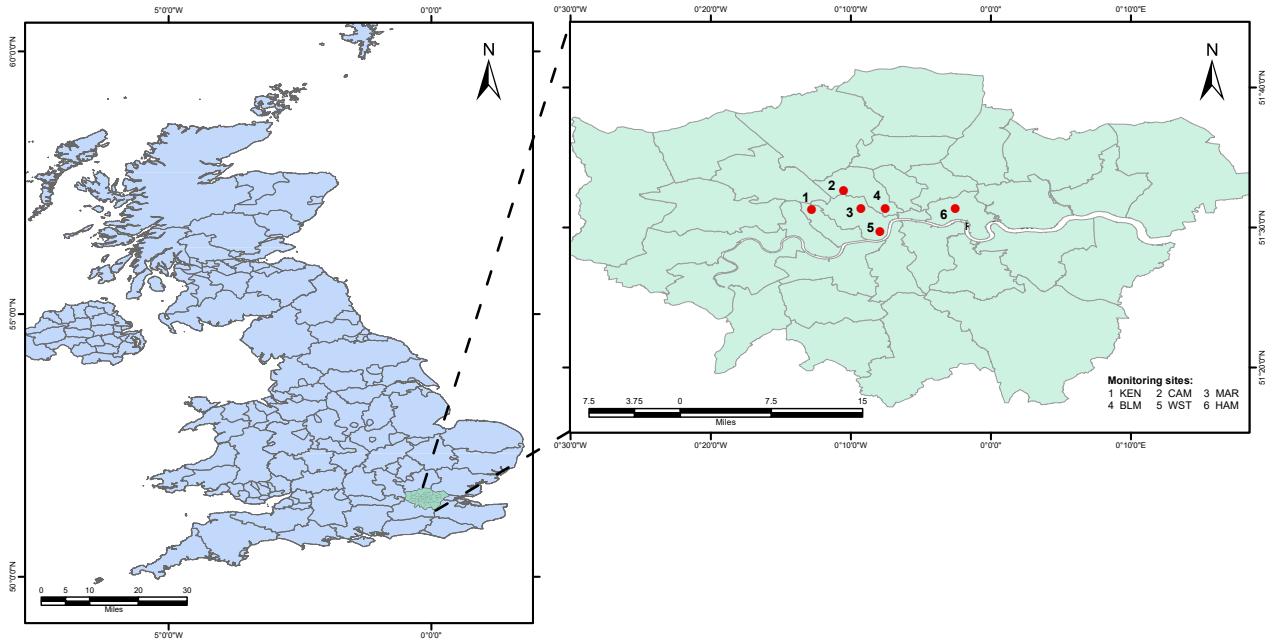 5°0'0"W 0°0'0"
60°0'0"N
55°0'0"N
50°0'0"N
N
0 5 10 20 30
Miles
5°0'0"W 0°0'0"
0°30'0"W 0°20'0"W 0°10'0"W 0°0'0" 0°10'0"E
N
51°40'0"N
51°30'0"N
51°20'0"N
2
1
4
3
6
5
7.5 3.75 0 7.5 15
Miles
Monitoring sites:
1 KEN 2 CAM 3 MAR
4 BLM 5 WST 6 HAM
0°30'0"W 0°20'0"W 0°10'0"W 0°0'0" 0°10'0"E